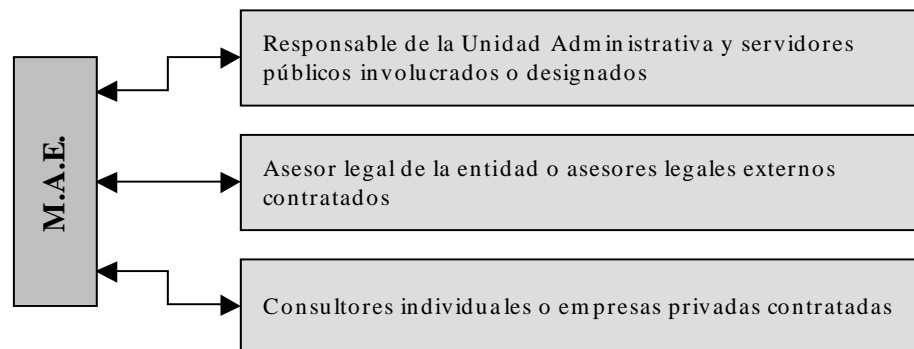 M.A.E.
Responsable de la Unidad Administrativa y servidores
públicos involucrados o designados
Asesor legal de la entidad o asesores legales externos
contratados
Consultores individuales o empresas privadas contratadas